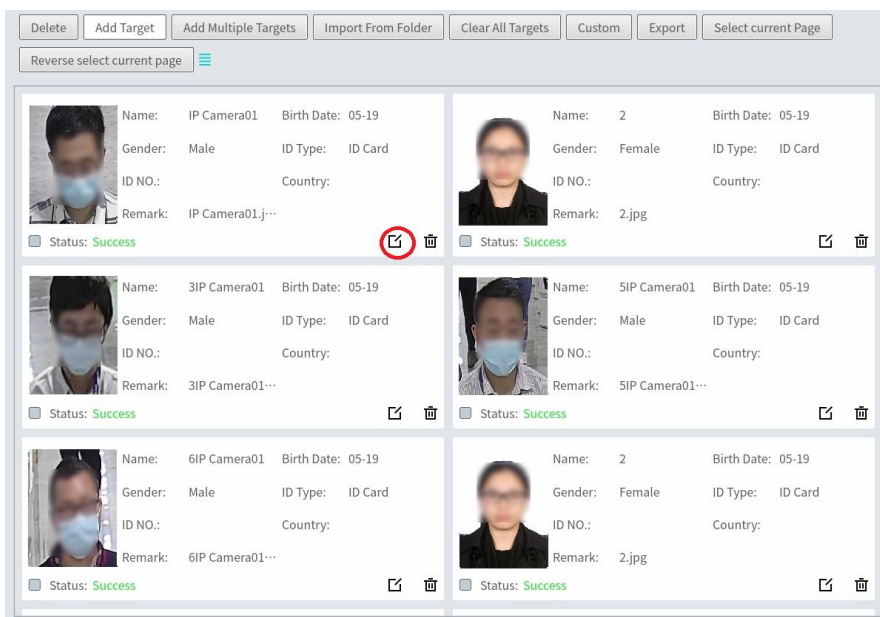 Delete Add Target Add Multiple Targets Import From Folder Clear All Targets Custom Export Select current Page
Reverse select current page
Name: IP Camera01 Birth Date: 05-19
Gender: Male ID Type: ID Card
ID NO.: Country:
Remark: IP Camera01.j···
Status: Success
Name: 2 Birth Date: 05-19
Gender: Female ID Type: ID Card
ID NO.: Country:
Remark: 2.jpg
Status: Success
Name: 3IP Camera01 Birth Date: 05-19
Gender: Male ID Type: ID Card
ID NO.: Country:
Remark: 3IP Camera01···
Status: Success
Name: 5IP Camera01 Birth Date: 05-19
Gender: Male ID Type: ID Card
ID NO.: Country:
Remark: 5IP Camera01···
Status: Success
Name: 6IP Camera01 Birth Date: 05-19
Gender: Male ID Type: ID Card
ID NO.: Country:
Remark: 6IP Camera01···
Status: Success
Name: 2 Birth Date: 05-19
Gender: Female ID Type: ID Card
ID NO.: Country:
Remark: 2.jpg
Status: Success